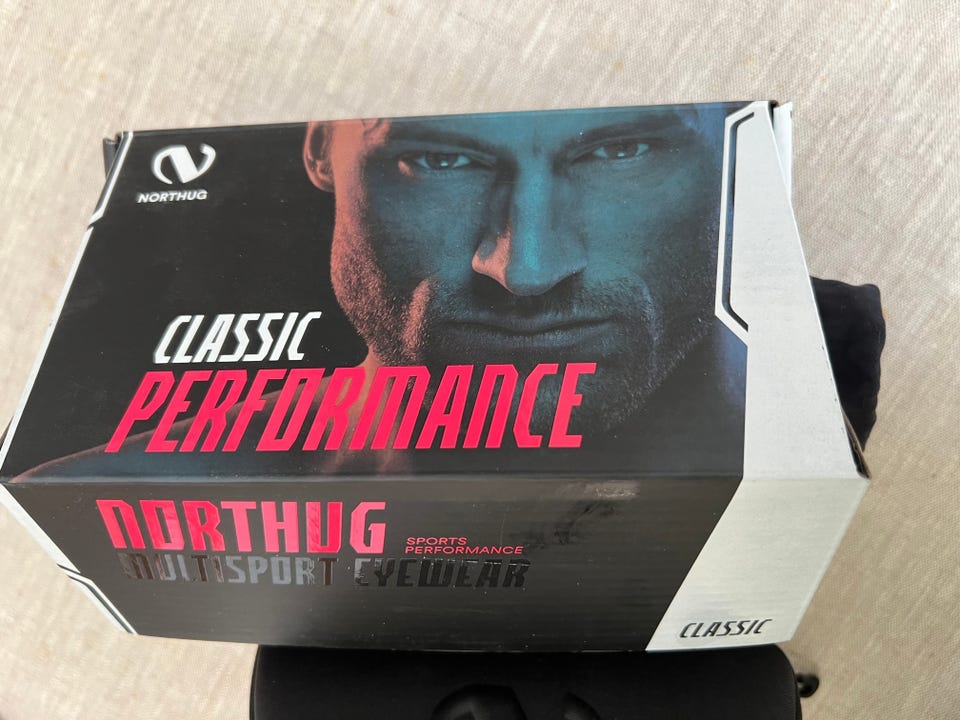 NORTHUG
CLASSIC
PERFORMANCE
NORTHUG
SPORTS
PERFORMANCE
MULTISPORT EYEWEAR
CLASSIC